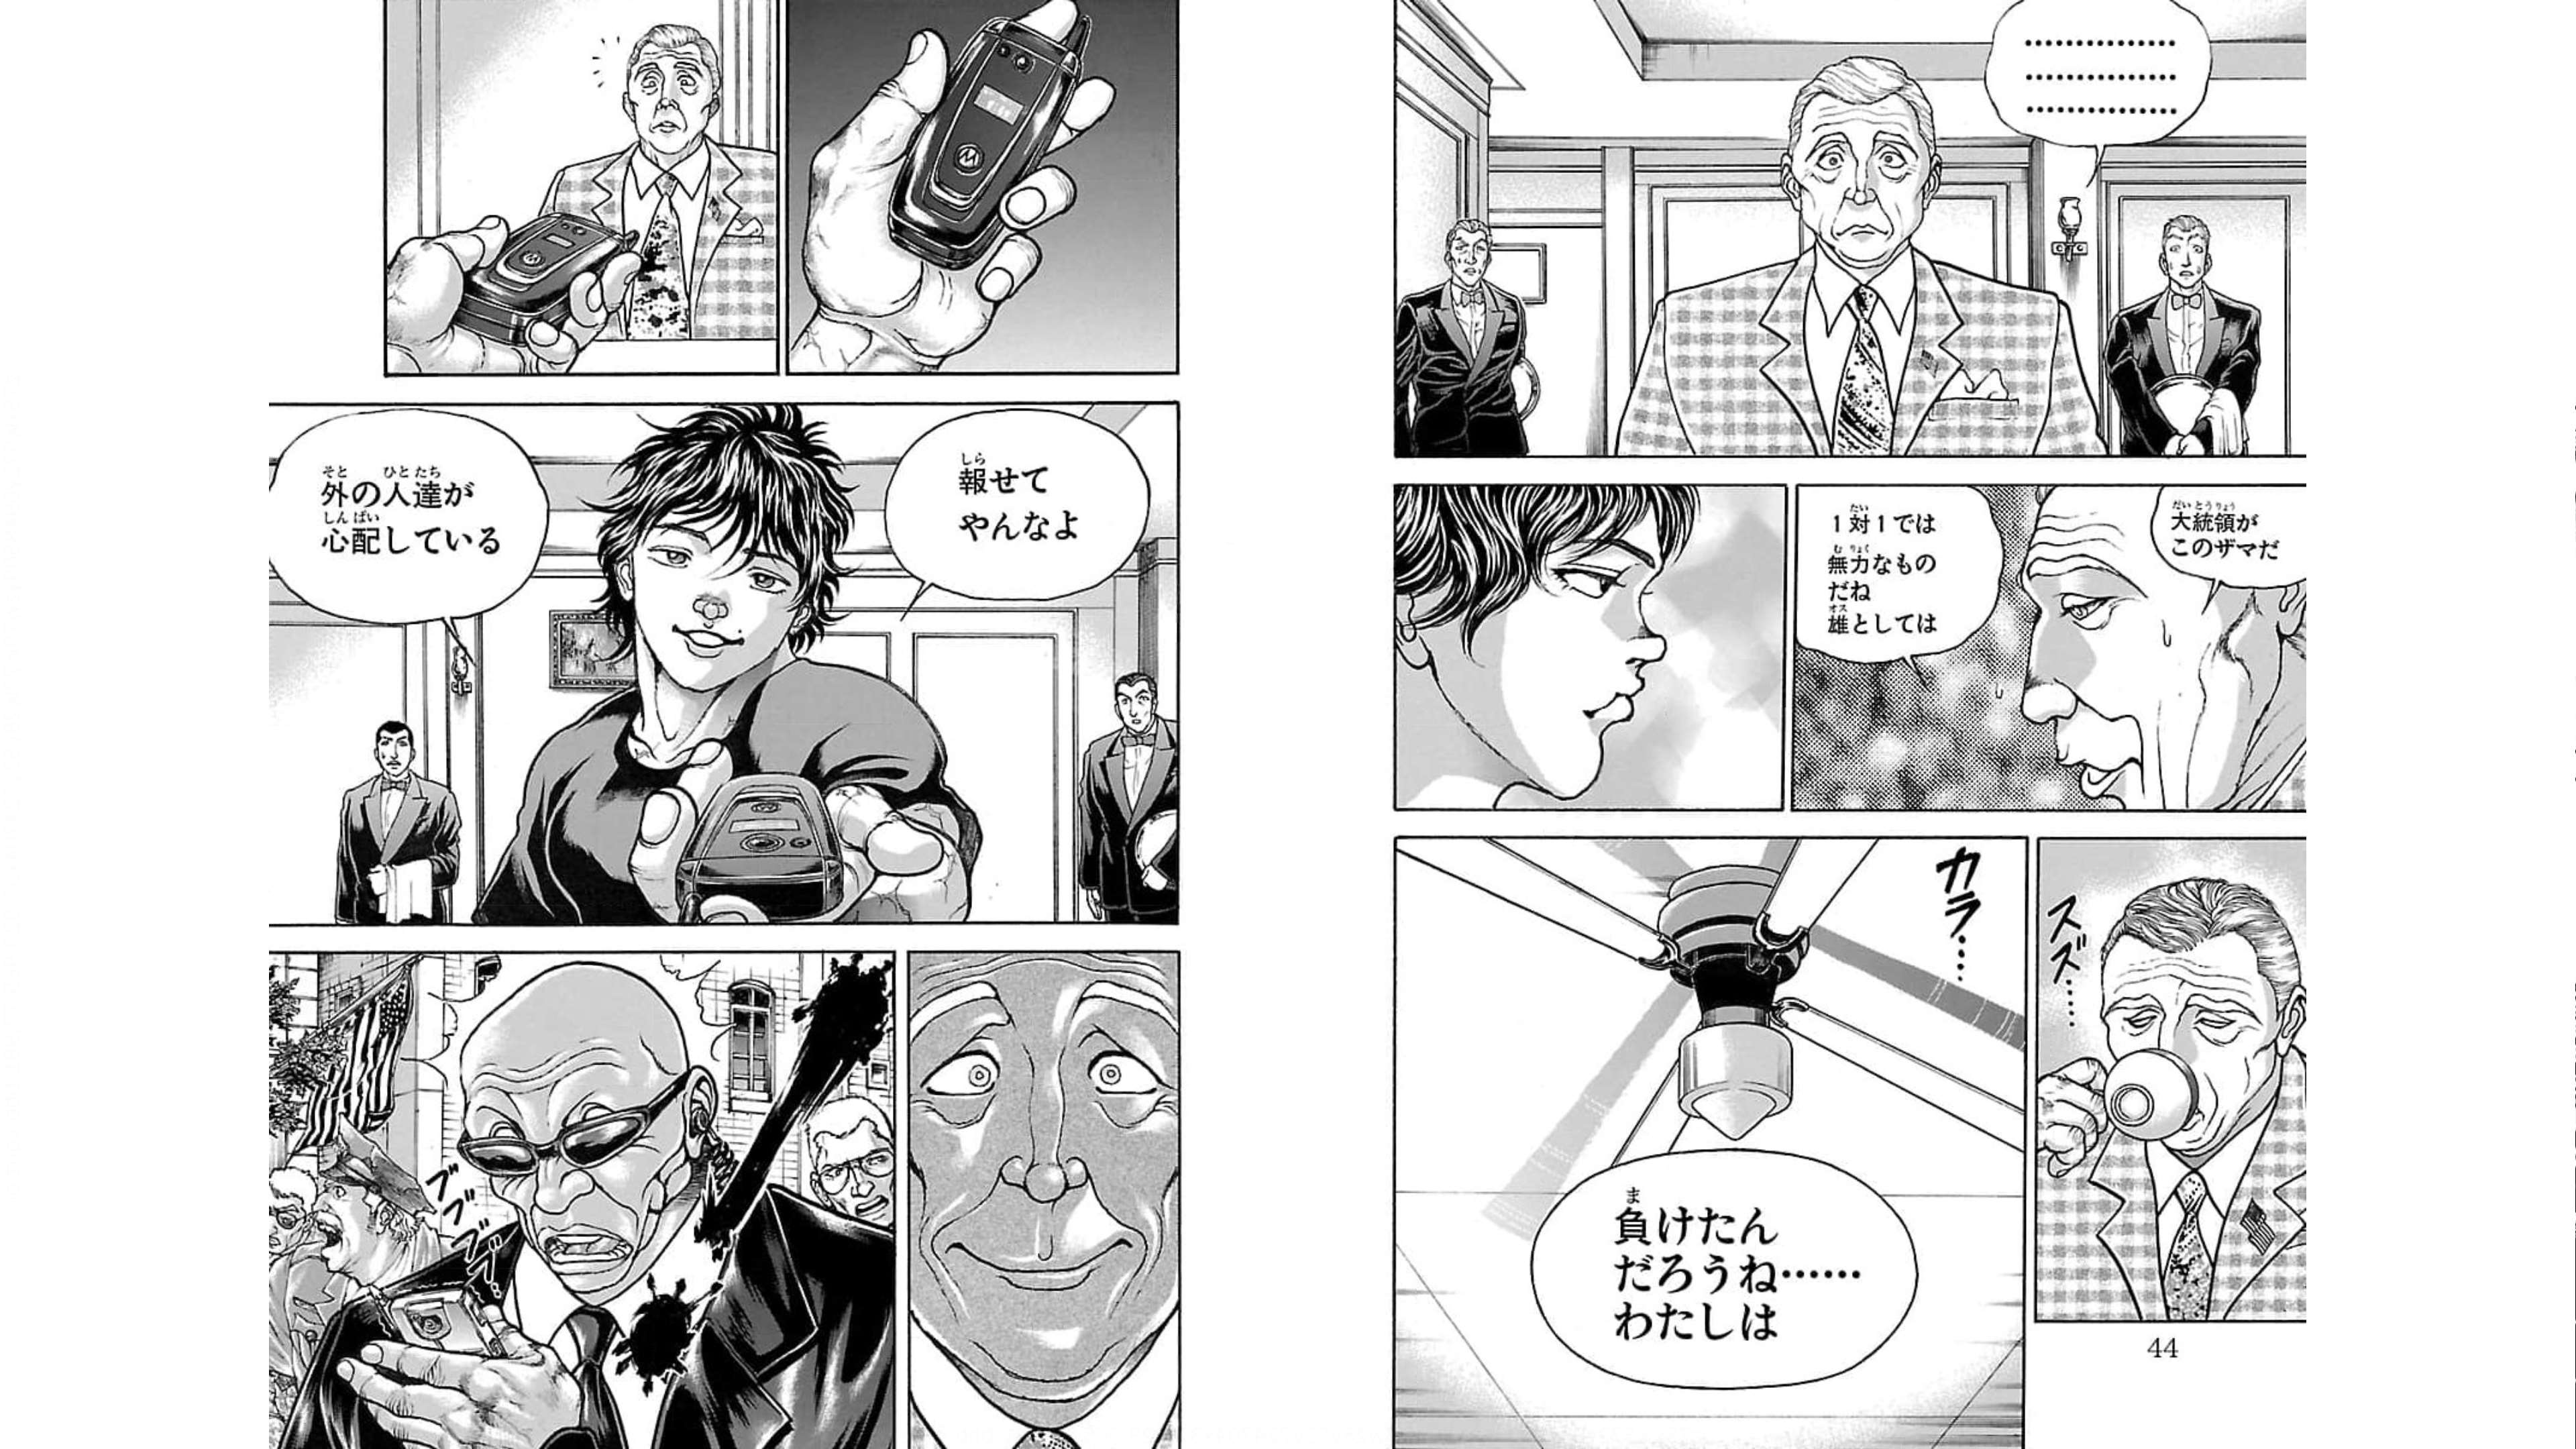 ……………
……………
……………
大統領が
このザマだ
1対1では
無力なもの
だね
雄としては
ズズ……
カラ……
負けたん
だろうね……
わたしは
44
報せて
やんなよ
外の人達が
心配している
ブブブブ…